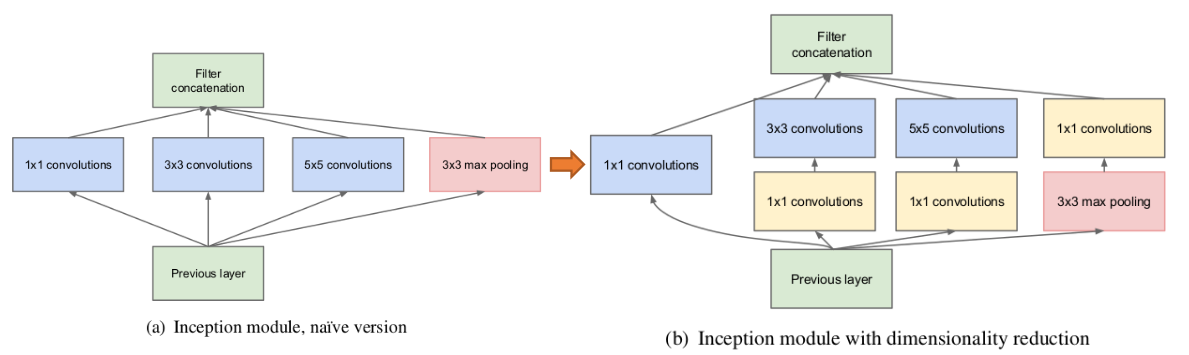 Filter
concatenation
1x1 convolutions
3x3 convolutions
5x5 convolutions
3x3 max pooling
Previous layer
(a) Inception module, naïve version
Filter
concatenation
3x3 convolutions
5x5 convolutions
1x1 convolutions
1x1 convolutions
1x1 convolutions
1x1 convolutions
3x3 max pooling
Previous layer
(b) Inception module with dimensionality reduction